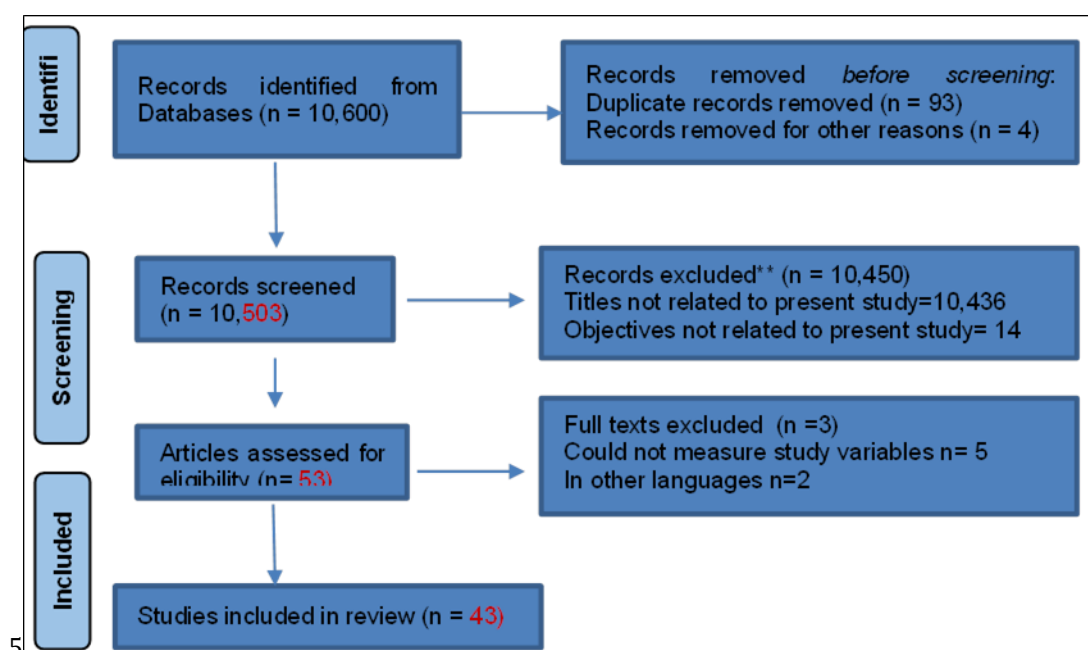 Identifi
Records identified from
Databases (n = 10,600)
Records removed before screening:
Duplicate records removed (n = 93)
Records removed for other reasons (n = 4)
Screening
Records screened
(n = 10,503)
Records excluded** (n = 10,450)
Titles not related to present study=10,436
Objectives not related to present study= 14
Articles assessed for
eligibility (n= 53)
Full texts excluded (n =3)
Could not measure study variables n= 5
In other languages n=2
Included
Studies included in review (n = 43)
5